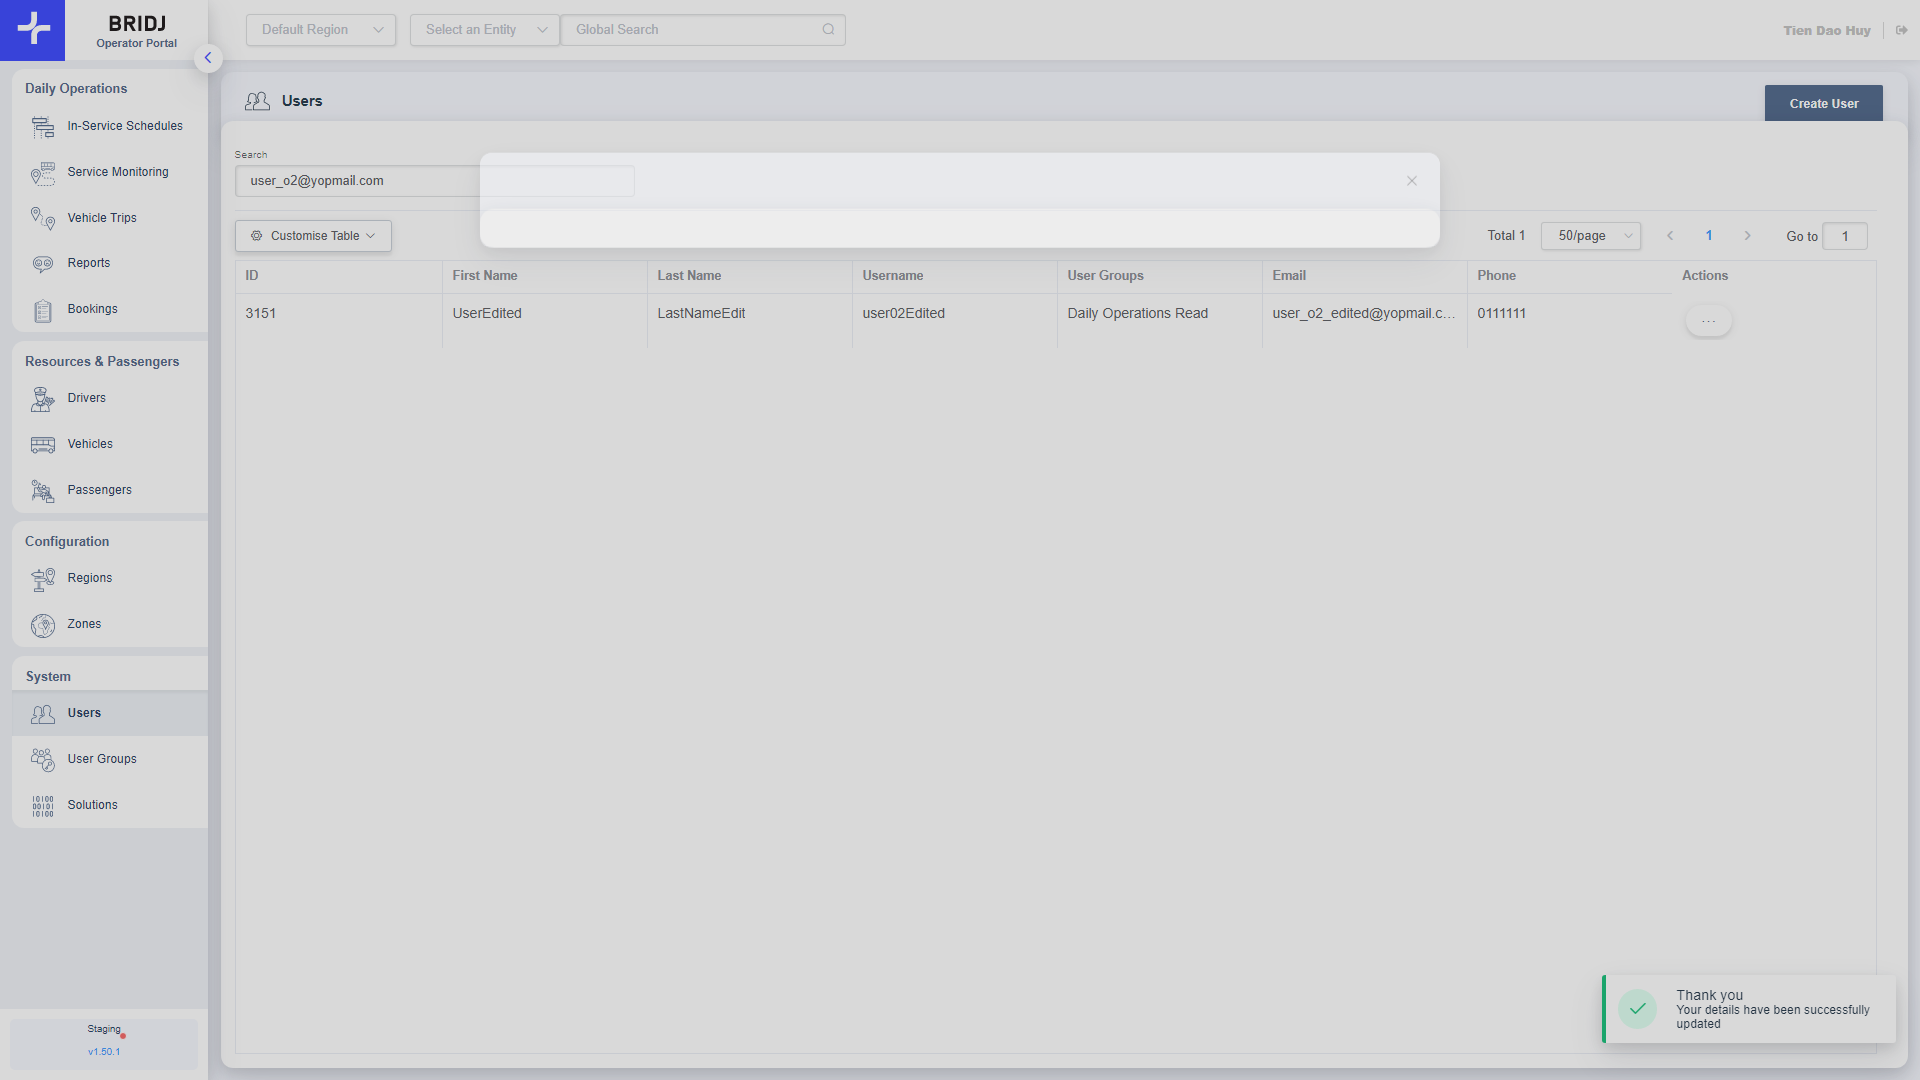 BRIDJ
Operator Portal
Default Region
Select an Entity
Global Search
Tien Dao Huy
Daily Operations
In-Service Schedules
Service Monitoring
Vehicle Trips
Reports
Bookings
Resources & Passengers
Drivers
Vehicles
Passengers
Configuration
Regions
Zones
System
Users
User Groups
10100
00101
10100
Solutions
Staging
v1.50.1
Users
Create User
Search
user_o2@yopmail.com
Customise Table
Total 1
50/page
1
Go to
1
ID First Name Last Name Username User Groups Email Phone Actions
3151 UserEdited LastNameEdit user02Edited Daily Operations Read user_o2_edited@yopmail.c... 0111111 ...
Thank you
Your details have been successfully
updated